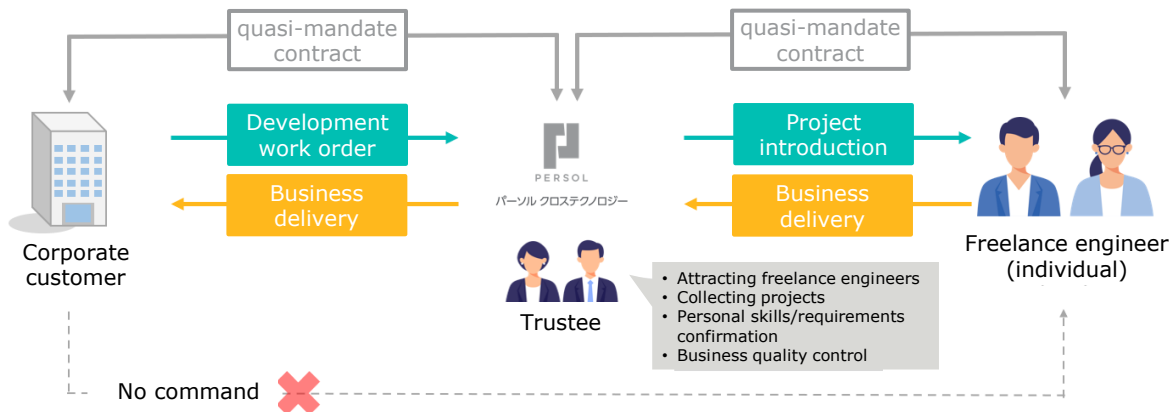 quasi-mandate
contract
quasi-mandate
contract
Development
work order
Project
introduction
PERSOL
パーソル クロステクノロジー
Business
delivery
Business
delivery
Corporate
customer
Freelance engineer
(individual)
Trustee
• Attracting freelance engineers
• Collecting projects
• Personal skills/requirements
confirmation
• Business quality control
No command